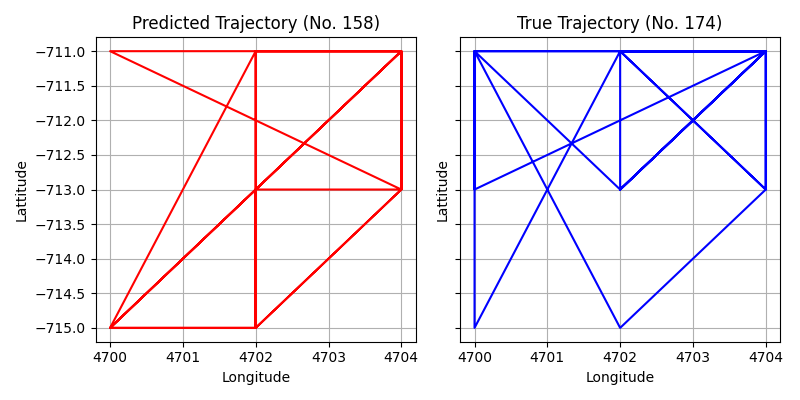 Predicted Trajectory (No. 158)
True Trajectory (No. 174)
−711.0
−711.5
−712.0
−712.5
−713.0
−713.5
−714.0
−714.5
−715.0
Lattitude
Lattitude
4700 4701 4702 4703 4704
4700 4701 4702 4703 4704
Longitude
Longitude